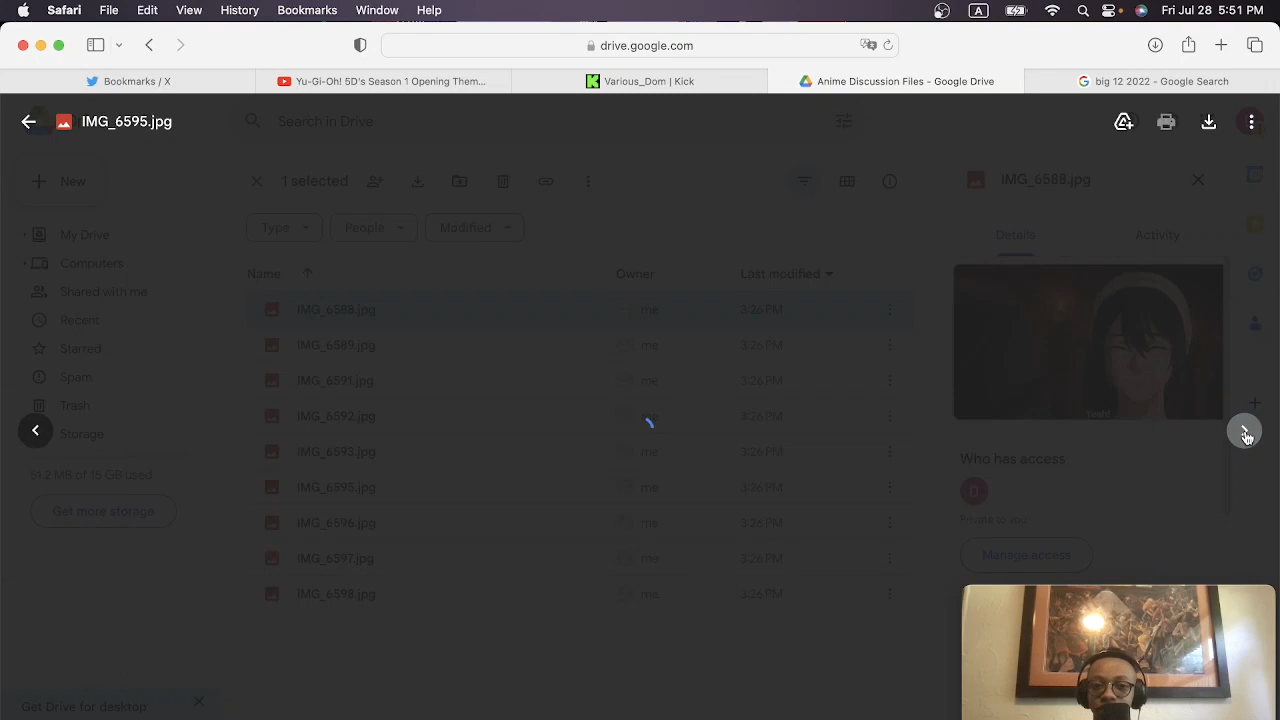 Safari File Edit View History Bookmarks Window Help A Fri Jul 28 5:51 PM
drive.google.com
Bookmarks / X Yu-Gi-Oh! 5D's Season 1 Opening Them... Various_Dom | Kick Anime Discussion Files - Google Drive big 12 2022 - Google Search
IMG_6595.jpg Search in Drive
New 1 selected IMG_6588.jpg
Type People Modified
My Drive Details Activity
Computers
Name Owner Last modified
Shared with me
IMG_6588.jpg me 3:26 PM
Recent
IMG_6589.jpg me 3:26 PM
Starred
Spam
IMG_6591.jpg me 3:26 PM
Trash
IMG_6592.jpg me 3:26 PM
Yeah!
Storage
IMG_6593.jpg me 3:26 PM
Who has access
51.2 MB of 15 GB used
IMG_6595.jpg me 3:26 PM
D
Get more storage
Private to you
IMG_6596.jpg me 3:26 PM
IMG_6597.jpg me 3:26 PM
Manage access
IMG_6598.jpg me 3:26 PM
Get Drive for desktop